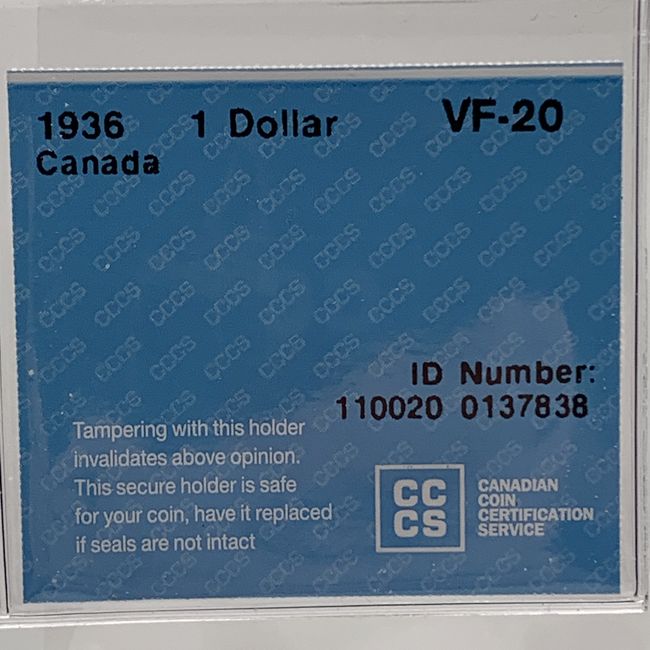 1936 1 Dollar VF-20
Canada
ID Number:
110020 0137838
Tampering with this holder
invalidates above opinion.
This secure holder is safe
for your coin, have it replaced
if seals are not intact
CC
CS
CANADIAN
COIN
CERTIFICATION
SERVICE